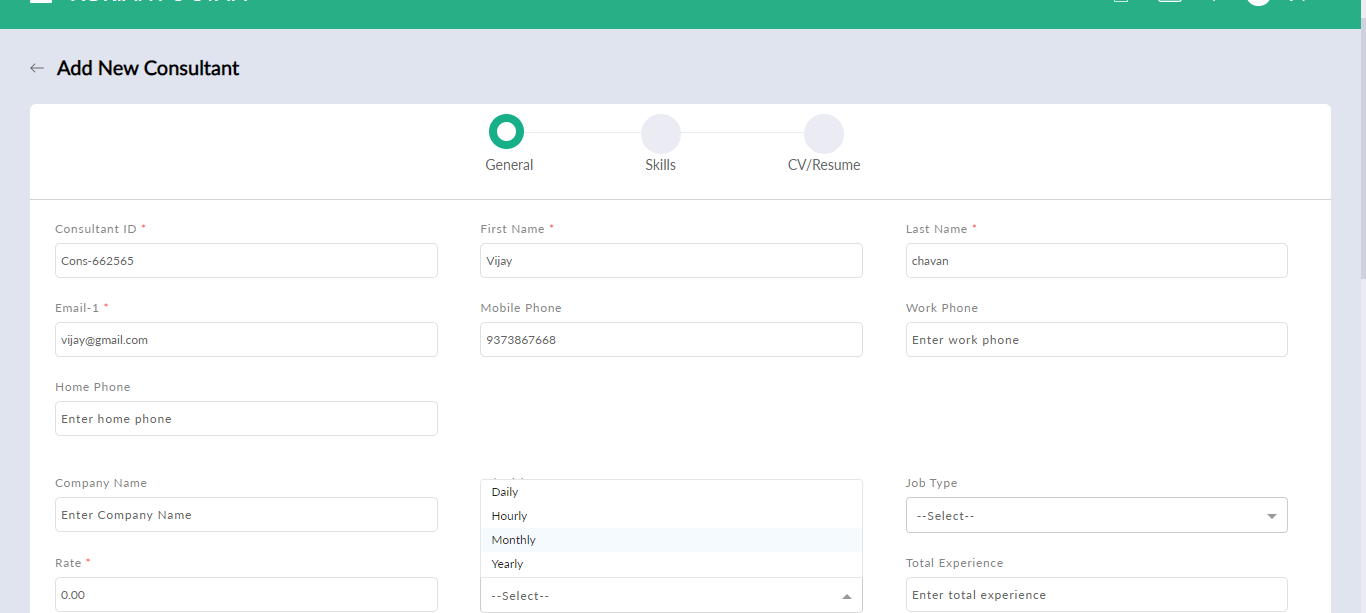 Add New Consultant
General
Skills
CV/Resume
Consultant ID *
First Name *
Last Name *
Cons-662565
Vijay
chavan
Email-1 *
Mobile Phone
Work Phone
vijay@gmail.com
9373867668
Enter work phone
Home Phone
Enter home phone
Company Name
Job Type
Enter Company Name
Daily
Hourly
Monthly
Yearly
--Select--
--Select--
Rate *
Total Experience
0.00
Enter total experience